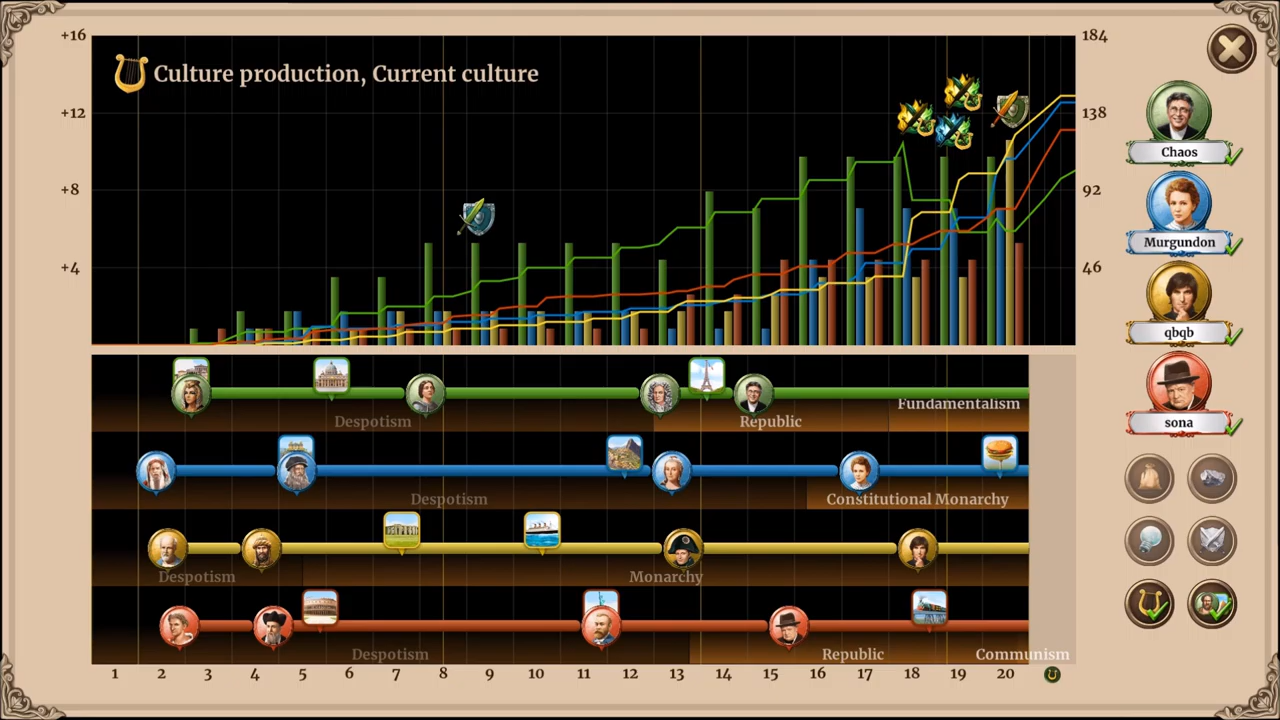 +16
184
Culture production, Current culture
+12
138
+8
92
+4
46
Chaos
Murgundon
qbqb
sona
Despotism
Republic
Fundamentalism
Despotism
Constitutional Monarchy
Despotism
Monarchy
Despotism
Republic
Communism
1 2 3 4 5 6 7 8 9 10 11 12 13 14 15 16 17 18 19 20